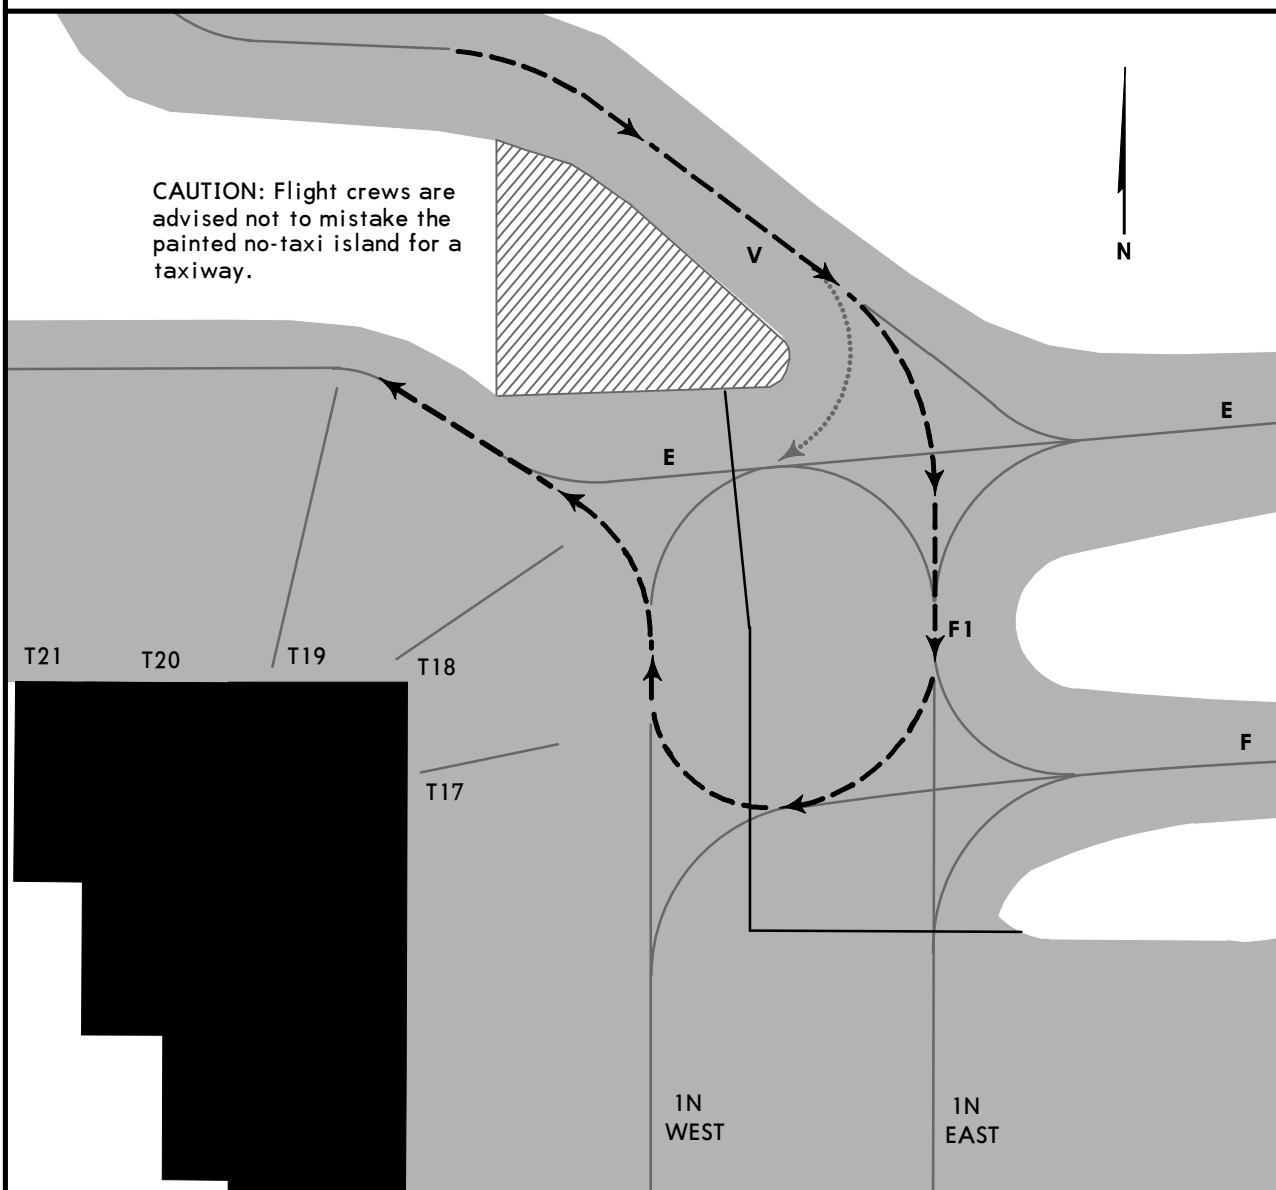 CAUTION: Flight crews are
advised not to mistake the
painted no-taxi island for a
taxiway.
N
V
E
E
F1
T21
T20
T19
T18
F
T17
1N
WEST
1N
EAST